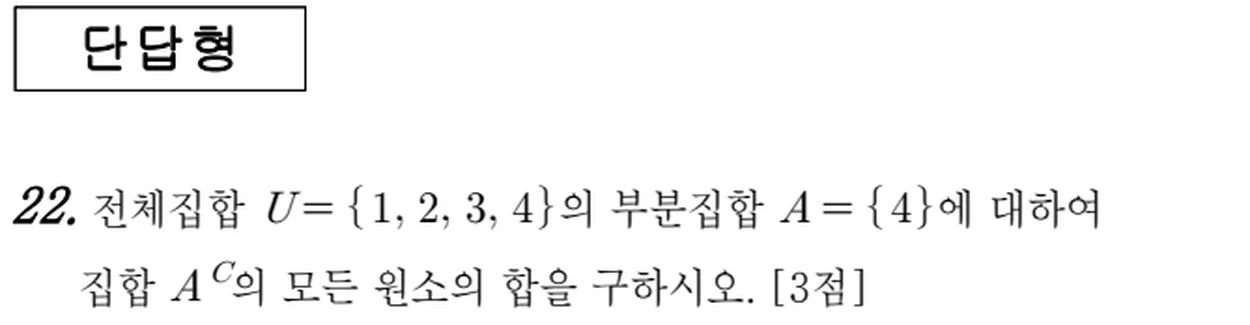 단답형
22. 전체집합 U = {1, 2, 3, 4}의 부분집합 A = {4}에 대하여
집합 A^C의 모든 원소의 합을 구하시오. [3점]